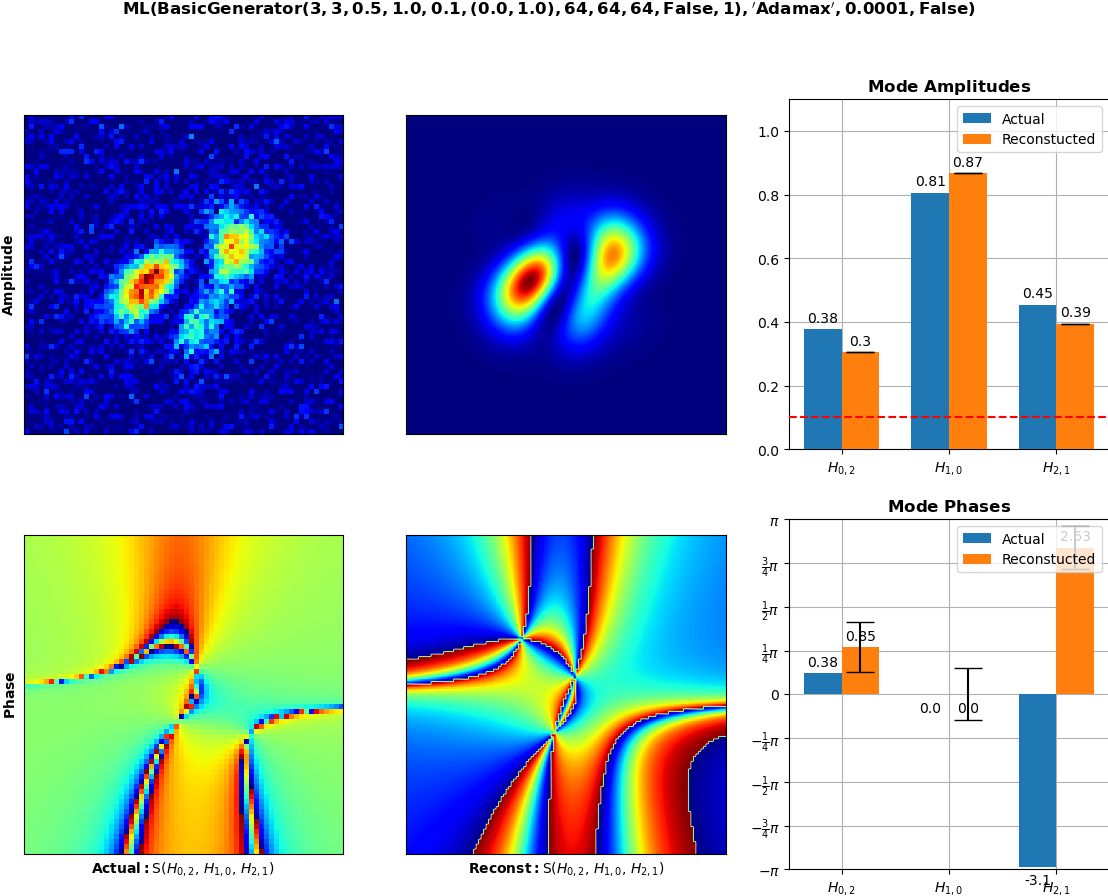 ML(BasicGenerator(3, 3, 0.5, 1.0, 0.1, (0.0, 1.0), 64, 64, 64, False, 1), 'Adamax', 0.0001, False)
Amplitude
Mode Amplitudes
Actual
Reconstucted
1.0
0.8
0.6
0.4
0.2
0.0
0.38
0.3
0.81
0.87
0.45
0.39
H0,2
H1,0
H2,1
Phase
Actual: S(H0,2, H1,0, H2,1)
Reconst: S(H0,2, H1,0, H2,1)
Mode Phases
Actual
Reconstucted
π
3/4π
1/2π
1/4π
0
−1/4π
−1/2π
−3/4π
−π
0.38
0.85
0.0
0.0
-3.1
2.53
H0,2
H1,0
H2,1